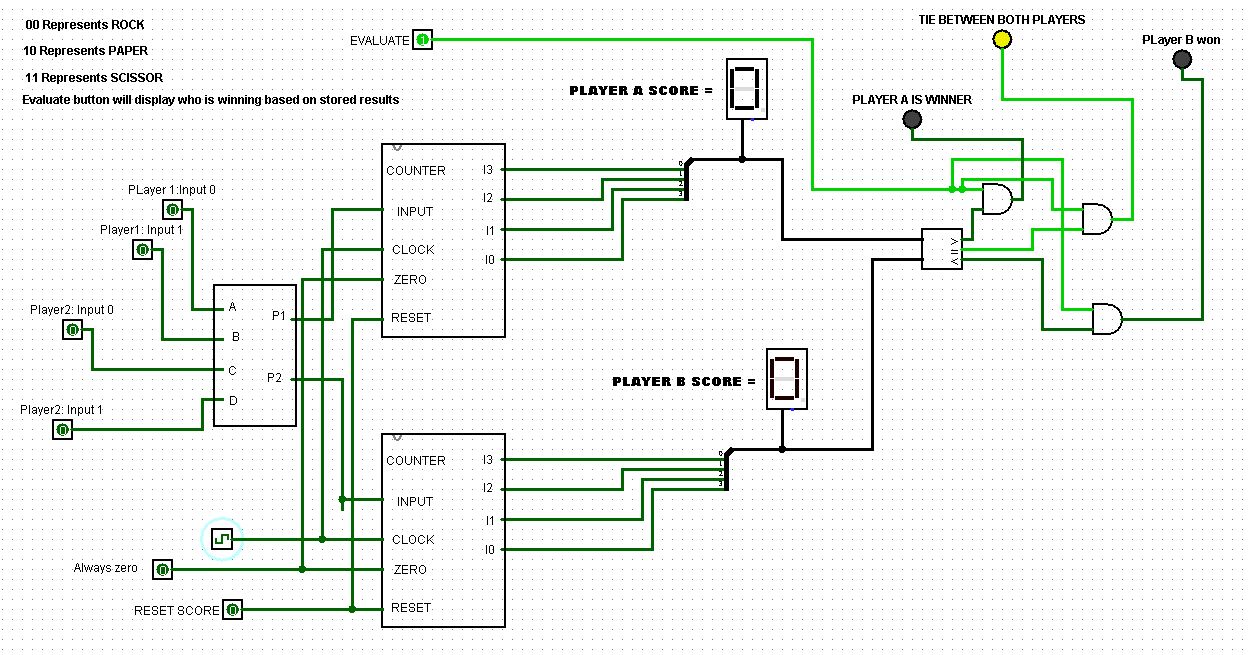 00 Represents ROCK
10 Represents PAPER
11 Represents SCISSOR
Evaluate button will display who is winning based on stored results
EVALUATE 1
TIE BETWEEN BOTH PLAYERS
PLayer B won
PLAYER A IS WINNER
PLAYER A SCORE = 0
COUNTER
INPUT
CLOCK
ZERO
RESET
I3
I2
I1
I0
0
1
2
3
PLayer 1:Input 0
0
Player1: Input 1
0
Player2: Input 0
0
Player2: Input 1
0
A
B
C
D
P1
P2
>
=
<
PLAYER B SCORE = 0
COUNTER
INPUT
CLOCK
ZERO
RESET
I3
I2
I1
I0
0
1
2
3
Always zero 0
RESET SCORE 0